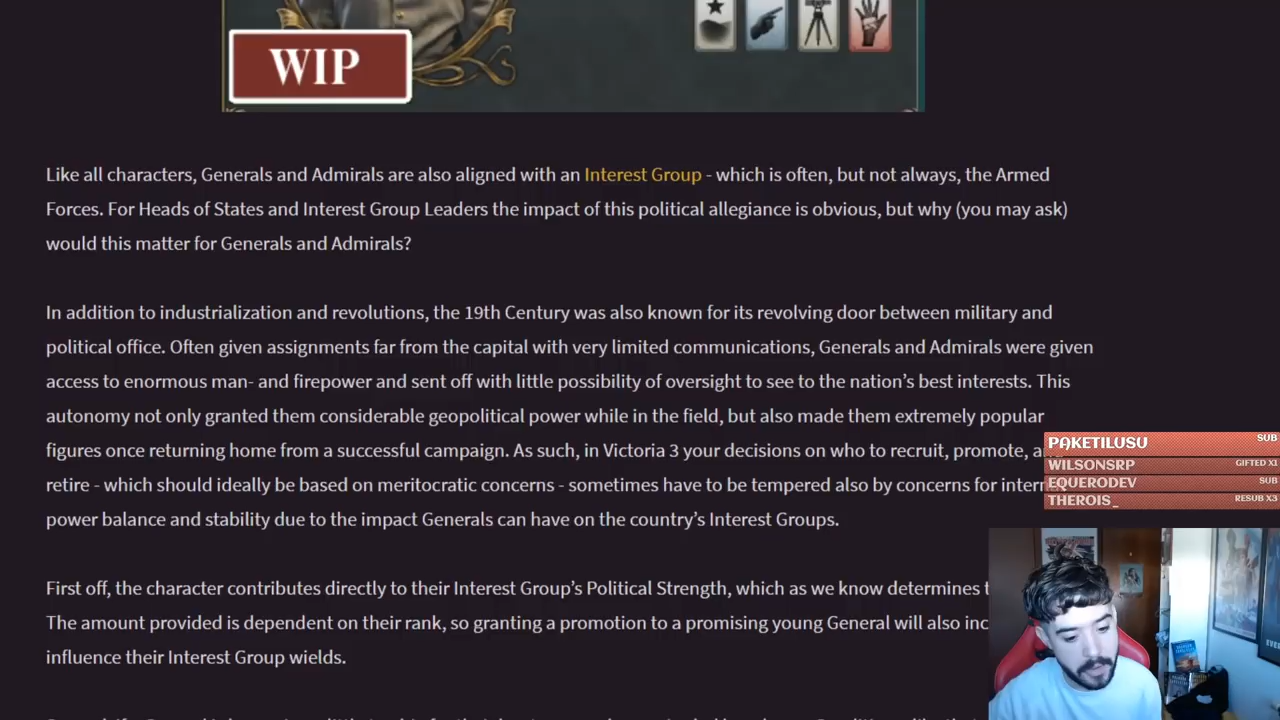 WIP
Like all characters, Generals and Admirals are also aligned with an Interest Group - which is often, but not always, the Armed
Forces. For Heads of States and Interest Group Leaders the impact of this political allegiance is obvious, but why (you may ask)
would this matter for Generals and Admirals?
In addition to industrialization and revolutions, the 19th Century was also known for its revolving door between military and
political office. Often given assignments far from the capital with very limited communications, Generals and Admirals were given
access to enormous man- and firepower and sent off with little possibility of oversight to see to the nation's best interests. This
autonomy not only granted them considerable geopolitical power while in the field, but also made them extremely popular
figures once returning home from a successful campaign. As such, in Victoria 3 your decisions on who to recruit, promote,
retire - which should ideally be based on meritocratic concerns - sometimes have to be tempered also by concerns for
power balance and stability due to the impact Generals can have on the country's Interest Groups.
First off, the character contributes directly to their Interest Group's Political Strength, which as we know determines
The amount provided is dependent on their rank, so granting a promotion to a promising young General will also
influence their Interest Group wields.
PAKETILUSU SUB
WILSONSRP GIFTED X1
EQUERODEV SUB
THEROIS_ RESUB X3